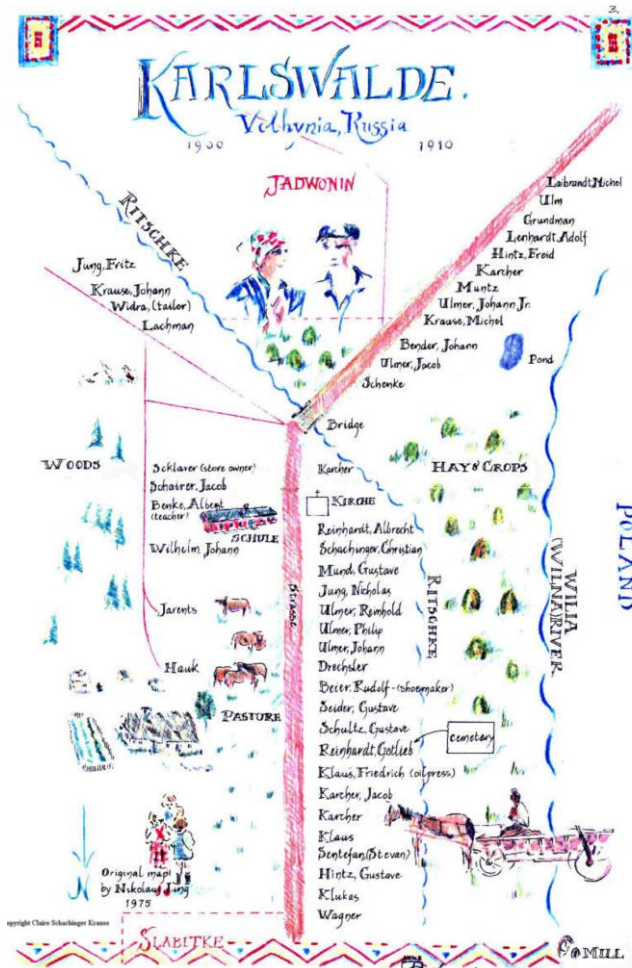 3.
KARLSWALDE.
Volhynia, Russia
1900 1910
JADWONIN
RITSCHKE
Jung, Fritz
Krause, Johann
Widra, (tailor)
Lachman
Laibrandt, Michel
Ulm
Grundman
Lenhardt, Adolf
Hintz, Freid
Karcher
Muntz
Ulmer, Johann Jr.
Krause, Michel
Bender, Johann
Ulmer, Jacob
Schenke
Pond
Bridge
WOODS
Scklarer (store owner)
Schairer, Jacob
Benke, Albert
(teacher)
SCHULE
Wilhelm, Johann
Jarents
Hauk
PASTURE
Strasse
Karcher
KIRCHE
Reinhardt, Albrecht
Schachinger, Christian
Mund, Gustave
Jung, Nicholas
Ulmer, Reinhold
Ulmer, Philip
Ulmer, Johann
Drechsler
Beier, Rudolf - (shoemaker)
Seider, Gustave
Schultz, Gustave
Reinhardt, Gotlieb
cemetery
Klaus, Friedrich (oilpress)
Karcher, Jacob
Karcher
Klaus
Sentefan (Stevan)
Hintz, Gustave
Klukas
Wagner
HAY & CROPS
RITSCHKE
WILIA
(WILNA) RIVER
POLAND
N
Original map
by Nikolaus Jung
1975
opyright Claire Schachinger Krause
SLABITKE
MILL